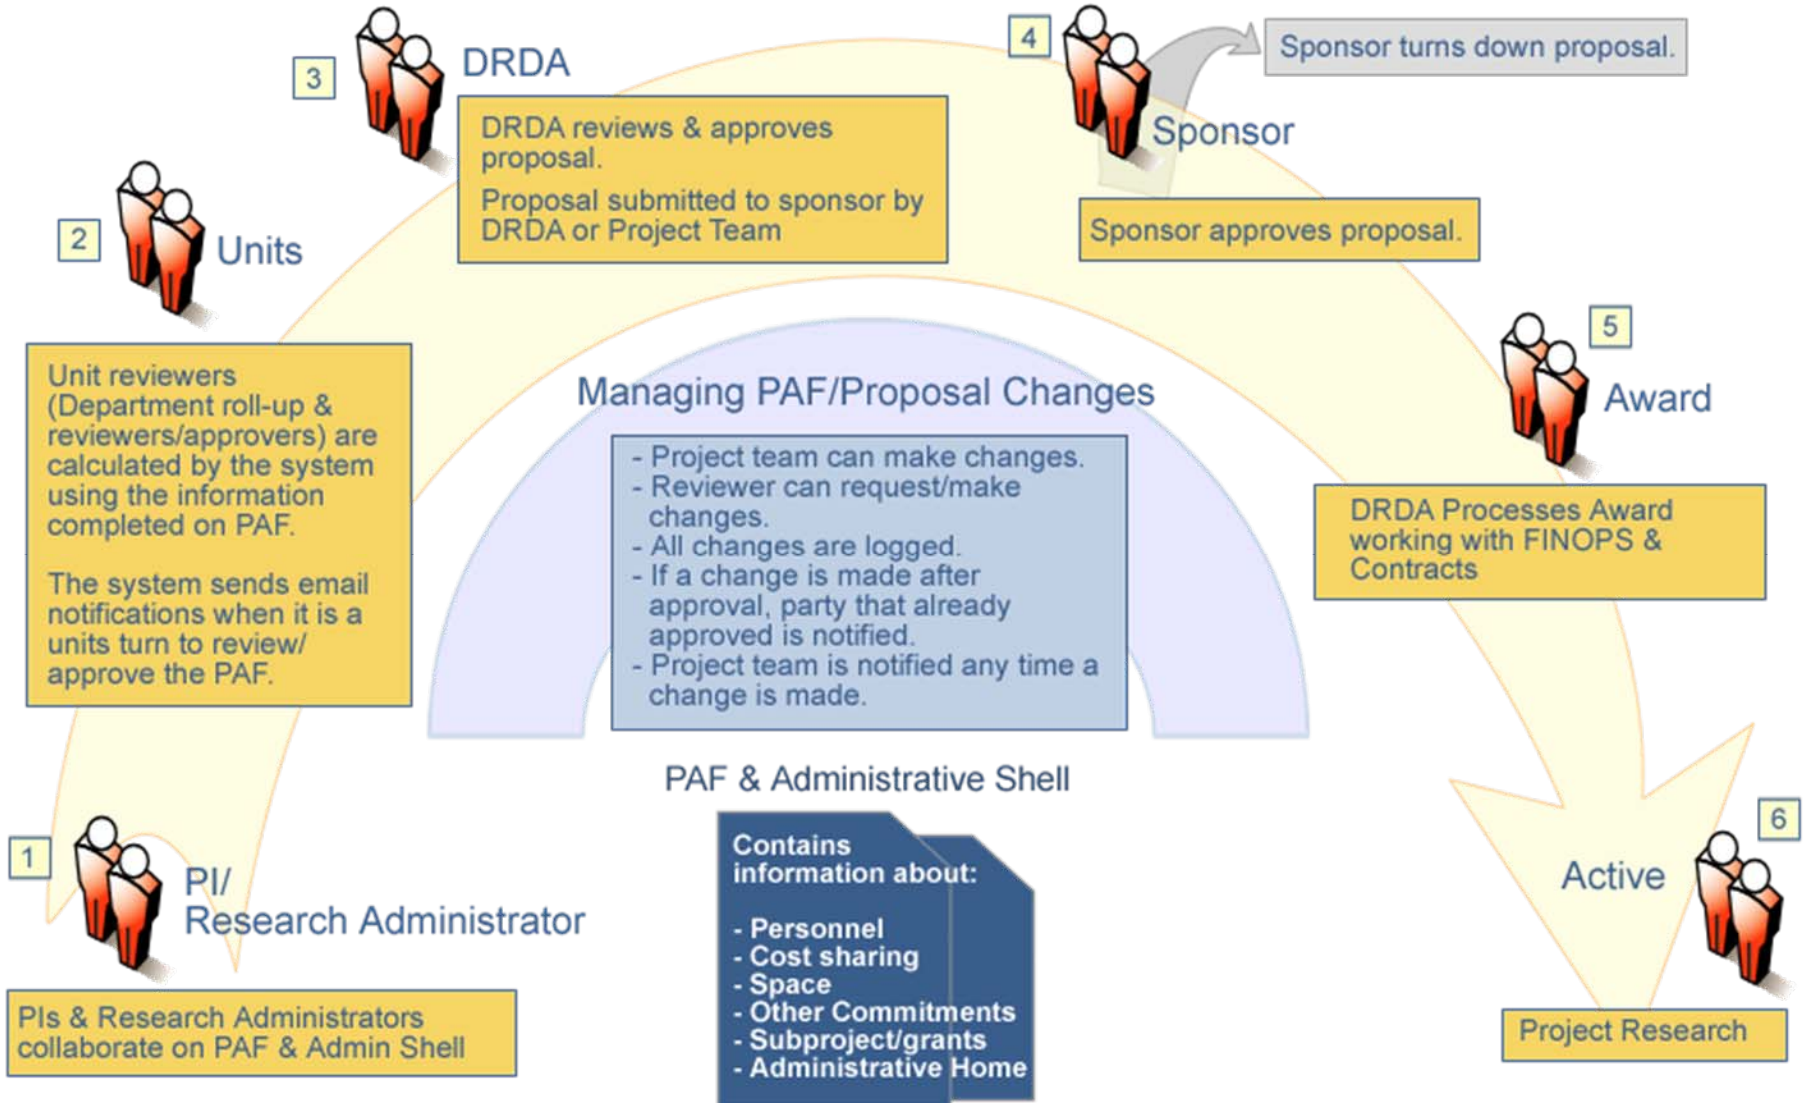 1
PI/
Research Administrator
PIs & Research Administrators
collaborate on PAF & Admin Shell
2
Units
Unit reviewers
(Department roll-up &
reviewers/approvers) are
calculated by the system
using the information
completed on PAF.
The system sends email
notifications when it is a
units turn to review/
approve the PAF.
3
DRDA
DRDA reviews & approves
proposal.
Proposal submitted to sponsor by
DRDA or Project Team
4
Sponsor
Sponsor turns down proposal.
Sponsor approves proposal.
5
Award
DRDA Processes Award
working with FINOPS &
Contracts
6
Active
Project Research
Managing PAF/Proposal Changes
- Project team can make changes.
- Reviewer can request/make
changes.
- All changes are logged.
- If a change is made after
approval, party that already
approved is notified.
- Project team is notified any time a
change is made.
PAF & Administrative Shell
Contains
information about:
- Personnel
- Cost sharing
- Space
- Other Commitments
- Subproject/grants
- Administrative Home